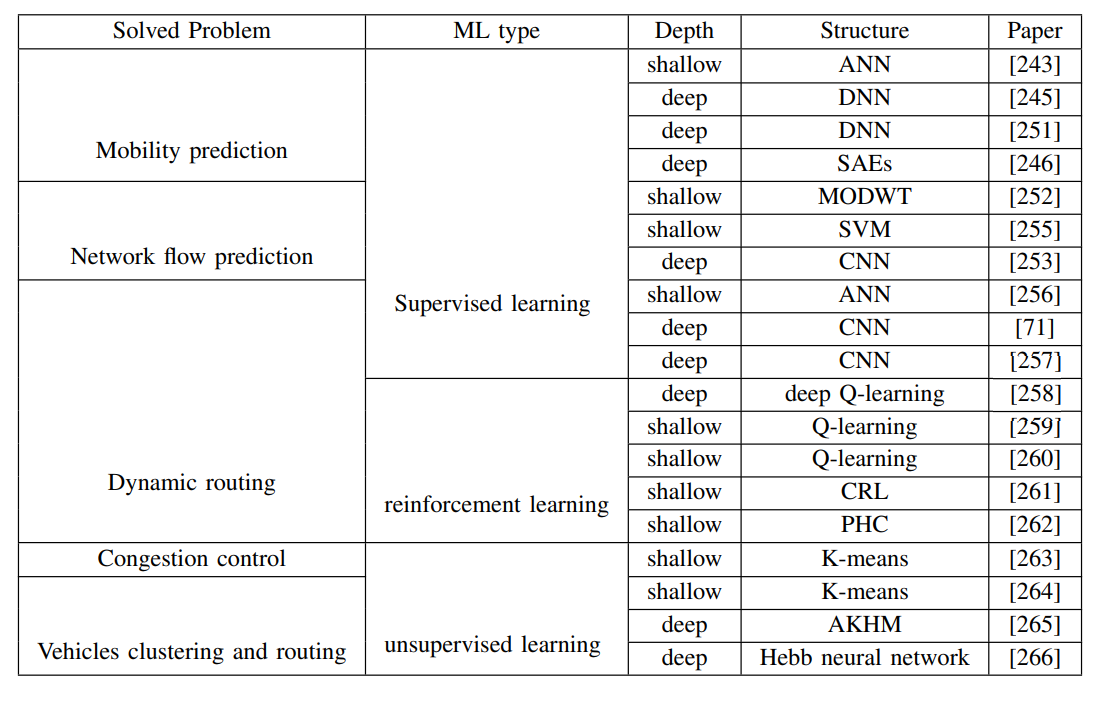 Solved Problem ML type Depth Structure Paper
shallow ANN [243]
deep DNN [245]
deep DNN [251]
Mobility prediction
deep SAEs [246]
shallow MODWT [252]
shallow SVM [255]
Network flow prediction
deep CNN [253]
shallow ANN [256]
Supervised learning
deep CNN [71]
deep CNN [257]
deep deep Q-learning [258]
shallow Q-learning [259]
shallow Q-learning [260]
Dynamic routing
shallow CRL [261]
reinforcement learning
shallow PHC [262]
Congestion control shallow K-means [263]
shallow K-means [264]
deep AKHM [265]
unsupervised learning
Vehicles clustering and routing deep Hebb neural network [266]